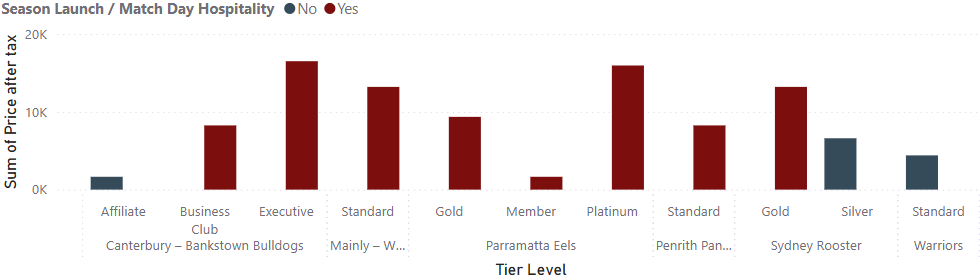 Season Launch / Match Day Hospitality No Yes
Sum of Price after tax
20K
10K
0K
Affiliate Business Club Executive Standard Gold Member Platinum Standard Gold Silver Standard
Canterbury – Bankstown Bulldogs Mainly – W... Parramatta Eels Penrith Pan... Sydney Rooster Warriors
Tier Level